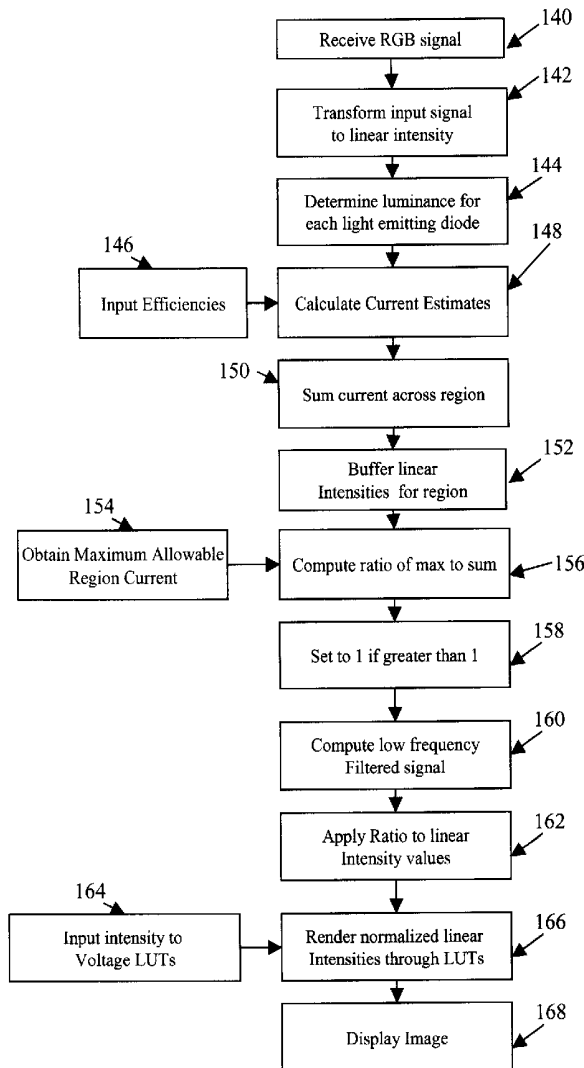 Receive RGB signal
140
142
Transform input signal
to linear intensity
144
Determine luminance for
each light emitting diode
146
148
Input Efficiencies
Calculate Current Estimates
150
Sum current across region
152
Buffer linear
Intensities for region
154
Obtain Maximum Allowable
Region Current
Compute ratio of max to sum
156
158
Set to 1 if greater than 1
160
Compute low frequency
Filtered signal
162
Apply Ratio to linear
Intensity values
164
Input intensity to
Voltage LUTs
Render normalized linear
Intensities through LUTs
166
Display Image
168